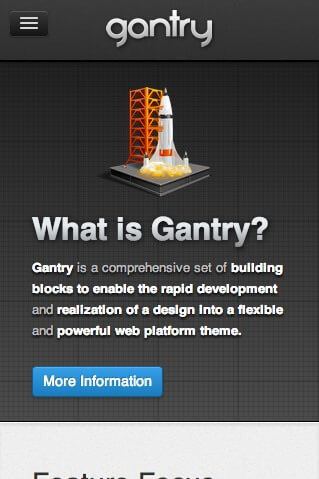 gantry
What is Gantry?
Gantry is a comprehensive set of building
blocks to enable the rapid development
and realization of a design into a flexible
and powerful web platform theme.
More Information
Feature Focus